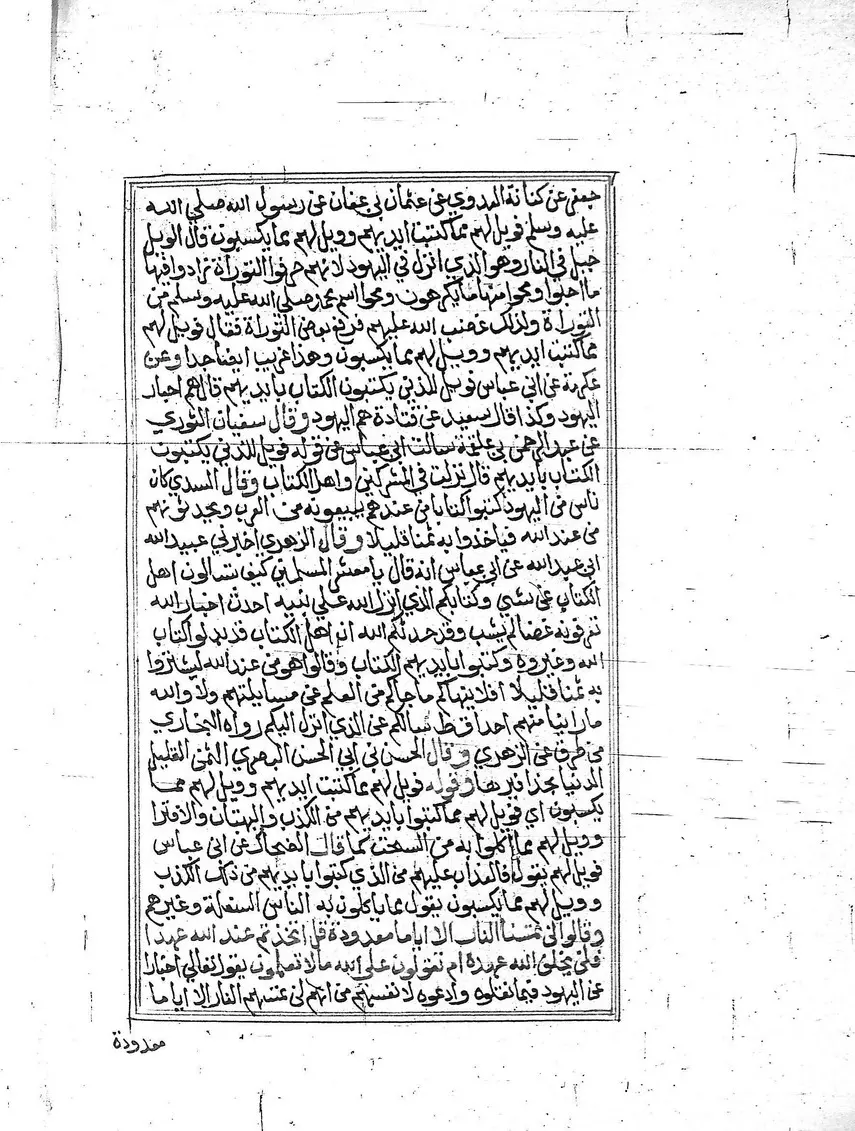 جعفر عن كنانة العدوي عن عثمان بن عفان عن رسول الله صلي الله
عليه وسلم فويل لهم مما كتبت ايديهم وويل لهم مما يكسبون قال الويل
جبل في النار وهو الذي انزل في اليهود لانهم حرفوا التوراة زادوا فيها
ما احبوا ومحوا منها ما يكرهون ومحوا اسم محمد صلي الله عليه وسلم من
التوراة ولذلك غضب الله عليهم فرفع بعض التوراة فقال فويل لهم
مما كتبت ايديهم وويل لهم مما يكسبون وهذا غريب ايضا جدا وعن
عكرمة عن ابن عباس فويل للذين يكتبون الكتاب بايديهم قال هم احبار
اليهود وكذا قال سعيد عن قتادة هم اليهود وقال سفيان الثوري
عن عبد الرحمن بن علقمة سالت ابن عباس عن قوله فويل للذين يكتبون
الكتاب بايديهم قال نزلت في المشركين واهل الكتاب وقال السدي كان
ناس من اليهود كتبوا كتابا من عندهم يبيعونه من العرب ويحدثونهم
من عند الله فياخذوا به ثمنا قليلا وقال الزهري اخبرني عبيد الله
ابن عبد الله عن ابن عباس انه قال يا معشر المسلمين كيف تسالون اهل
الكتاب عن شي وكتابكم الذي انزل الله علي نبيه احدث اخبار الله
تقرونه غضا لم يشب وقد حدثكم الله ان اهل الكتاب قد بدلوا كتاب
الله وغيروه وكتبوا بايديهم الكتاب وقالوا هو من عند الله ليشتروا
به ثمنا قليلا افلا ينهاكم ما جاكم من العلم عن مسايلتهم ولا والله
ما راينا منهم احدا قط سالكم عن الذي انزل اليكم رواه البخاري
من طرق عن الزهري وقال الحسن بن ابي الحسن البصري الثمن القليل
الدنيا بحذافيرها وقوله فويل لهم مما كتبت ايديهم وويل لهم مما
يكسبون اي فويل لهم مما كتبوا بايديهم من الكذب والبهتان والافترا
وويل لهم مما اكلوا به من السحت كما قال الضحاك عن ابن عباس
فويل لهم يقول فالعذاب عليهم من الذي كتبوا بايديهم من ذلك الكذب
وويل لهم مما يكسبون يقول مما ياكلون به الناس السفلة وغيرهم
وقالوا لن تمسنا النار الا اياما معدودة قل اتخذتم عند الله عهدا
فلن يخلف الله عهده ام تقولون علي الله ما لا تعلمون يقول تعالي اخبارا
عن اليهود فيما نقلوه وادعوه لانفسهم من انهم لن تمسهم النار الا اياما
معدودة